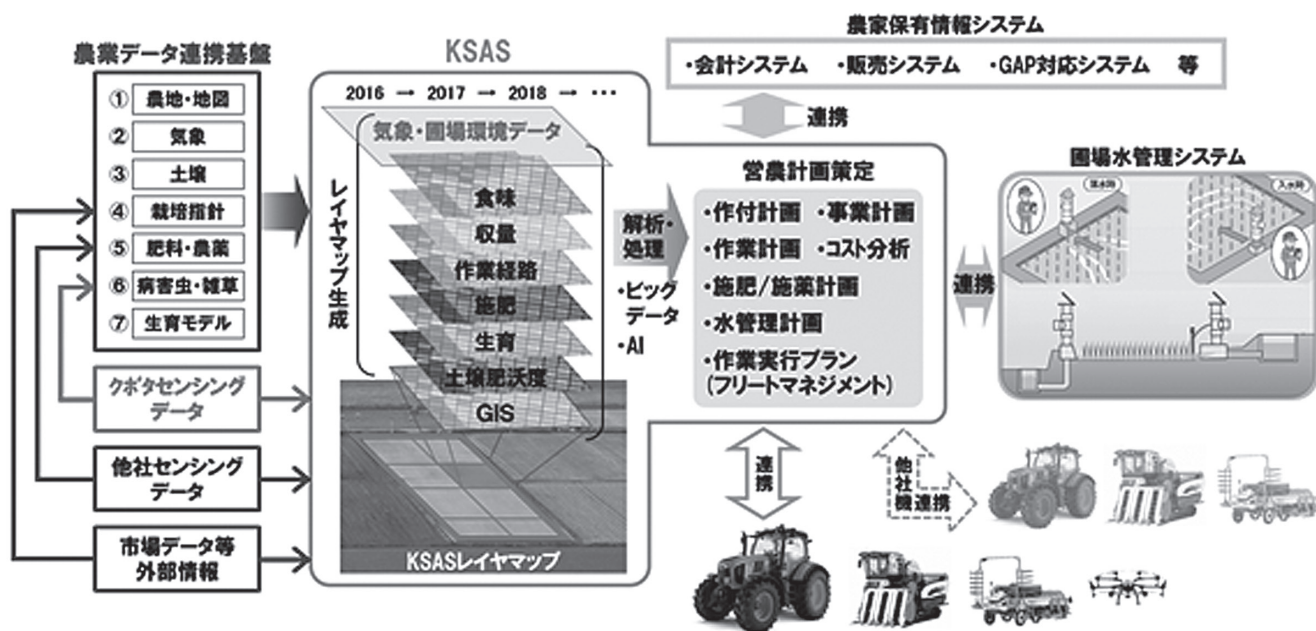 農業データ連携基盤
① 農地・地図
② 気象
③ 土壌
④ 栽培指針
⑤ 肥料・農薬
⑥ 病害虫・雑草
⑦ 生育モデル
クボタセンシング
データ
他社センシング
データ
市場データ等
外部情報
KSAS
2016 → 2017 → 2018 → ･･･
気象・圃場環境データ
レイヤマップ生成
食味
収量
作業経路
施肥
生育
土壌肥沃度
GIS
KSASレイヤマップ
解析・
処理
・ビッグ
データ
・AI
農家保有情報システム
・会計システム ・販売システム ・GAP対応システム 等
連携
営農計画策定
・作付計画 ・事業計画
・作業計画 ・コスト分析
・施肥/施薬計画
・水管理計画
・作業実行プラン
(フリートマネジメント)
連携
圃場水管理システム
落水時
入水時
連携
他社機連携